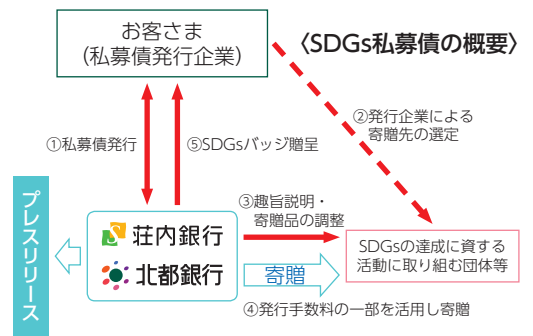 〈SDGs私募債の概要〉
お客さま
（私募債発行企業）
②発行企業による
寄贈先の選定
①私募債発行
⑤SDGsバッジ贈呈
プレスリリース
③趣旨説明・
寄贈品の調整
荘内銀行
北都銀行
寄贈
SDGsの達成に資する
活動に取り組む団体等
④発行手数料の一部を活用し寄贈